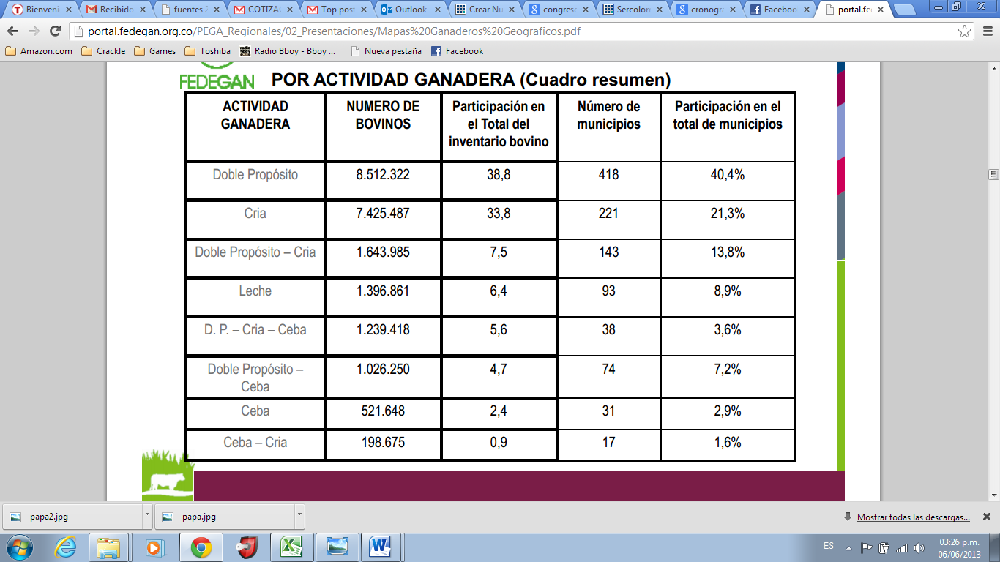 Bienveni
Recibido
fuentes 2
COTIZAC
Top post
Outlook
Crear Nu
congreso
Sercolom
cronogra
Faceboo
portal.fe
portal.fedegan.org.co/PEGA_Regionales/02_Presentaciones/Mapas%20Ganaderos%20Geograficos.pdf
Amazon.com Crackle Games Toshiba Radio Bboy - Bboy ... Nueva pestaña Facebook
FEDEGAN POR ACTIVIDAD GANADERA (Cuadro resumen)
ACTIVIDAD
GANADERA
NUMERO DE
BOVINOS
Participación en
el Total del
inventario bovino
Número de
municipios
Participación en el
total de municipios
Doble Propósito 8.512.322 38,8 418 40,4%
Cria 7.425.487 33,8 221 21,3%
Doble Propósito – Cria 1.643.985 7,5 143 13,8%
Leche 1.396.861 6,4 93 8,9%
D. P. – Cria – Ceba 1.239.418 5,6 38 3,6%
Doble Propósito –
Ceba
1.026.250 4,7 74 7,2%
Ceba 521.648 2,4 31 2,9%
Ceba – Cria 198.675 0,9 17 1,6%
papa2.jpg papa.jpg Mostrar todas las descargas...
ES 03:26 p.m.
06/06/2013